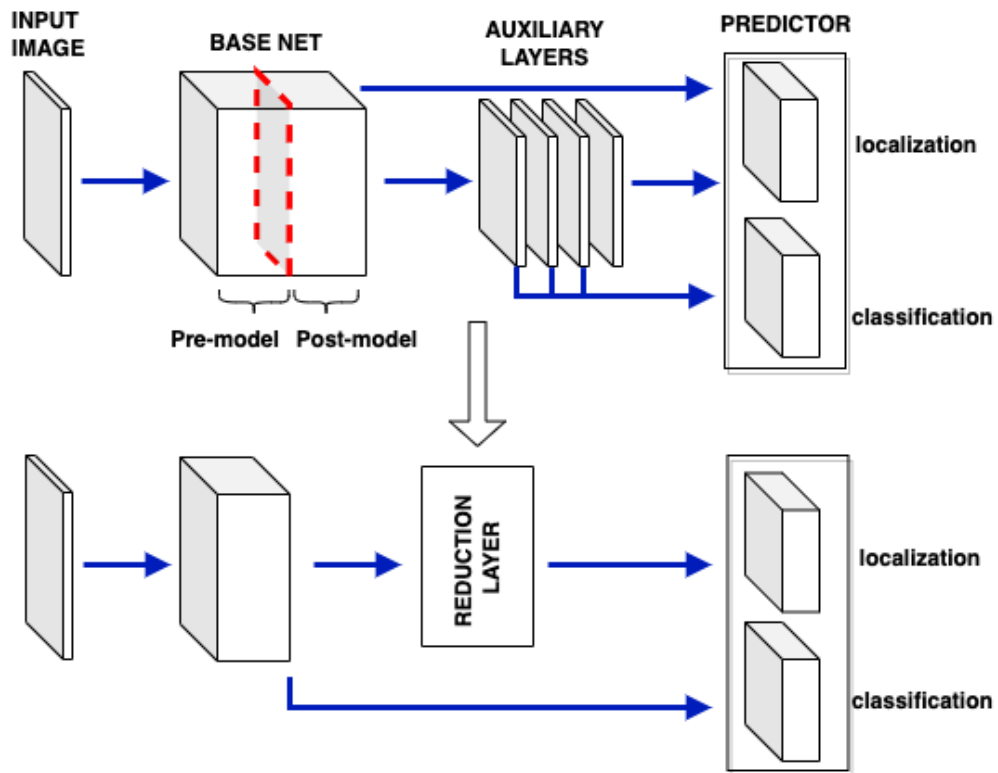 INPUT
IMAGE
BASE NET
AUXILIARY
LAYERS
PREDICTOR
localization
classification
Pre-model
Post-model
REDUCTION
LAYER
localization
classification